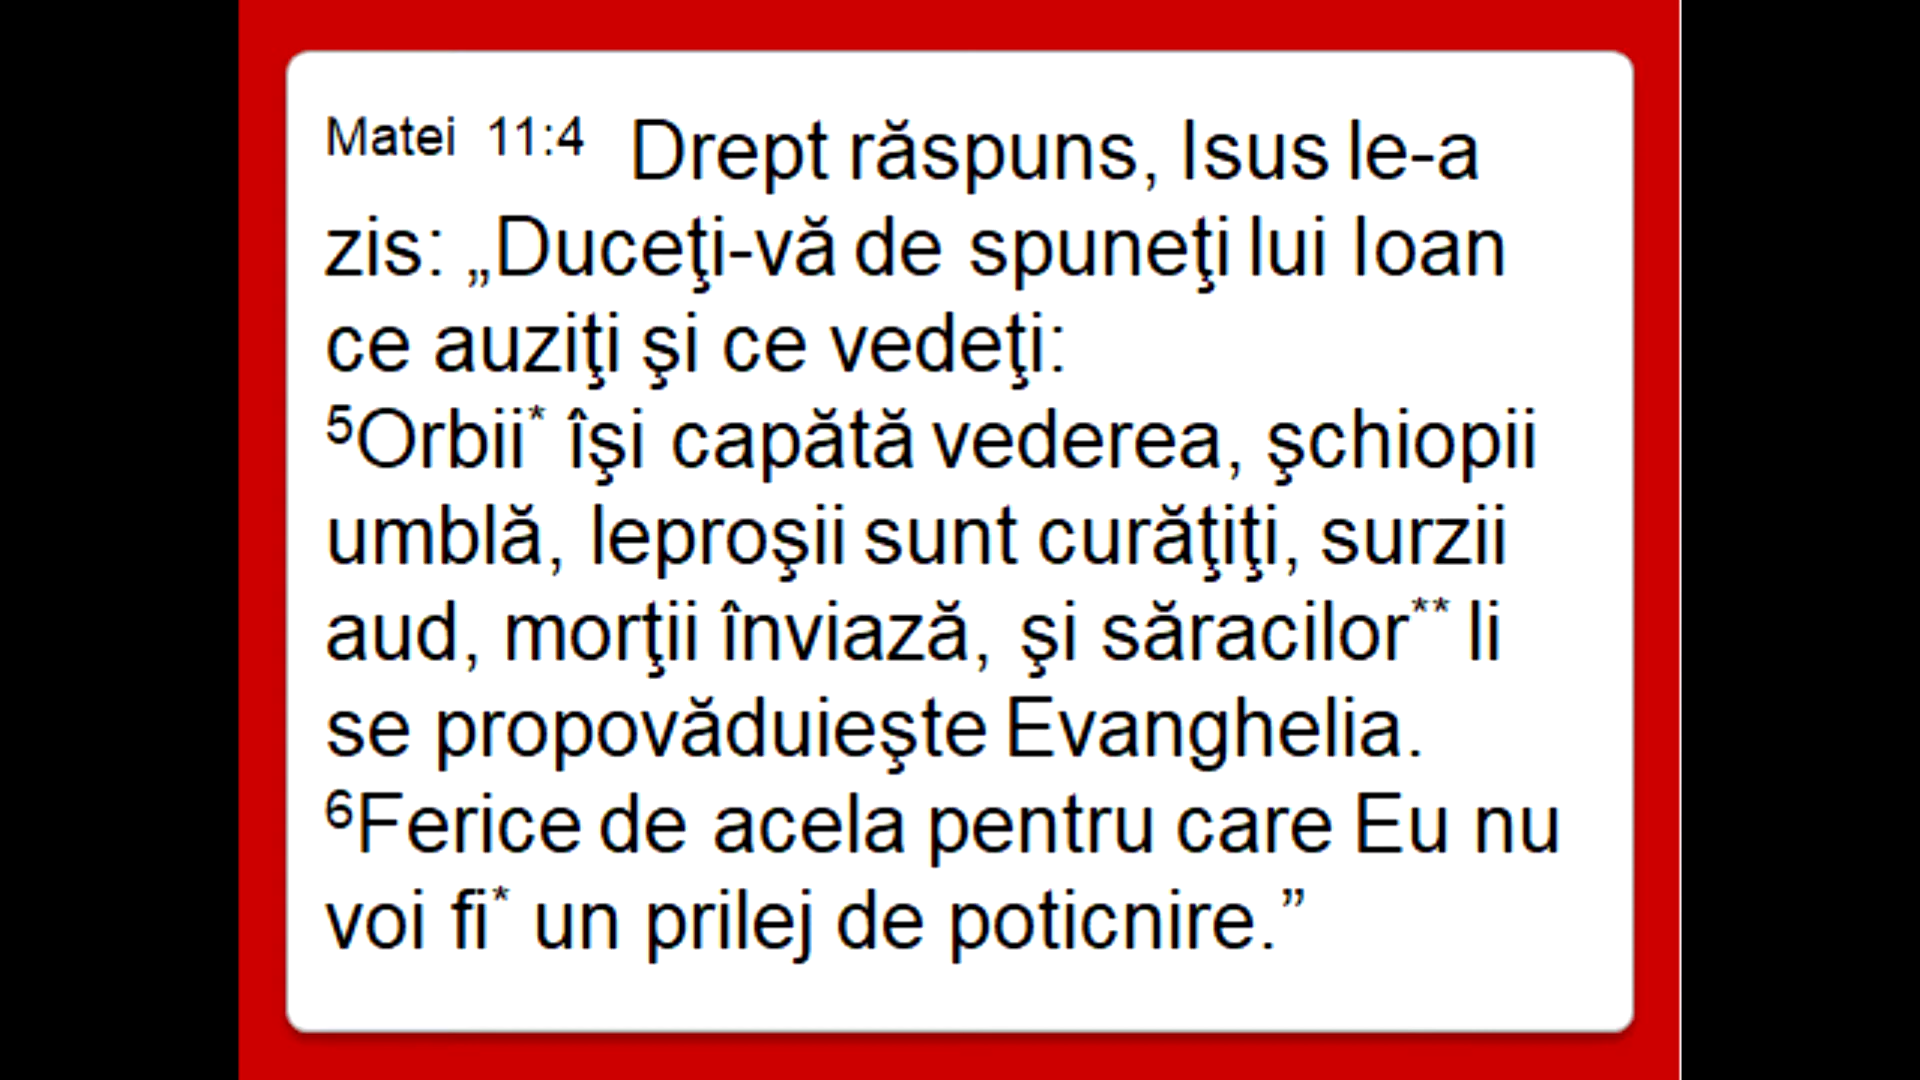 Matei 11:4 Drept răspuns, Isus le-a
zis: „Duceţi-vă de spuneţi lui Ioan
ce auziţi şi ce vedeţi:
5Orbii* îşi capătă vederea, şchiopii
umblă, leproşii sunt curăţiţi, surzii
aud, morţii înviază, şi săracilor** li
se propovăduieşte Evanghelia.
6Ferice de acela pentru care Eu nu
voi fi* un prilej de poticnire.”